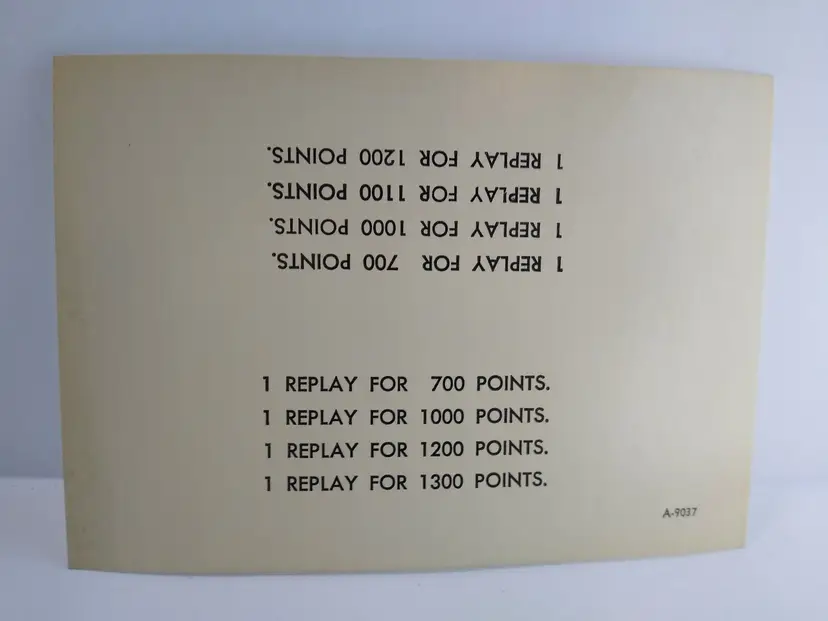 1 REPLAY FOR 1200 POINTS.
1 REPLAY FOR 1100 POINTS.
1 REPLAY FOR 1000 POINTS.
1 REPLAY FOR 700 POINTS.
1 REPLAY FOR 700 POINTS.
1 REPLAY FOR 1000 POINTS.
1 REPLAY FOR 1200 POINTS.
1 REPLAY FOR 1300 POINTS.
A-9037